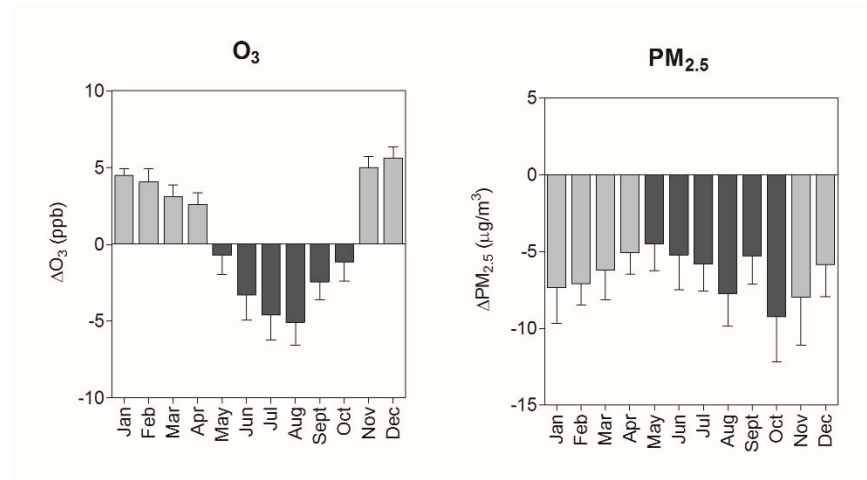 O₃
10
5
0
-5
-10
ΔO₃ (ppb)
Jan Feb Mar Apr May Jun Jul Aug Sept Oct Nov Dec
PM₂.₅
5
0
-5
-10
-15
ΔPM₂.₅ (μg/m³)
Jan Feb Mar Apr May Jun Jul Aug Sept Oct Nov Dec